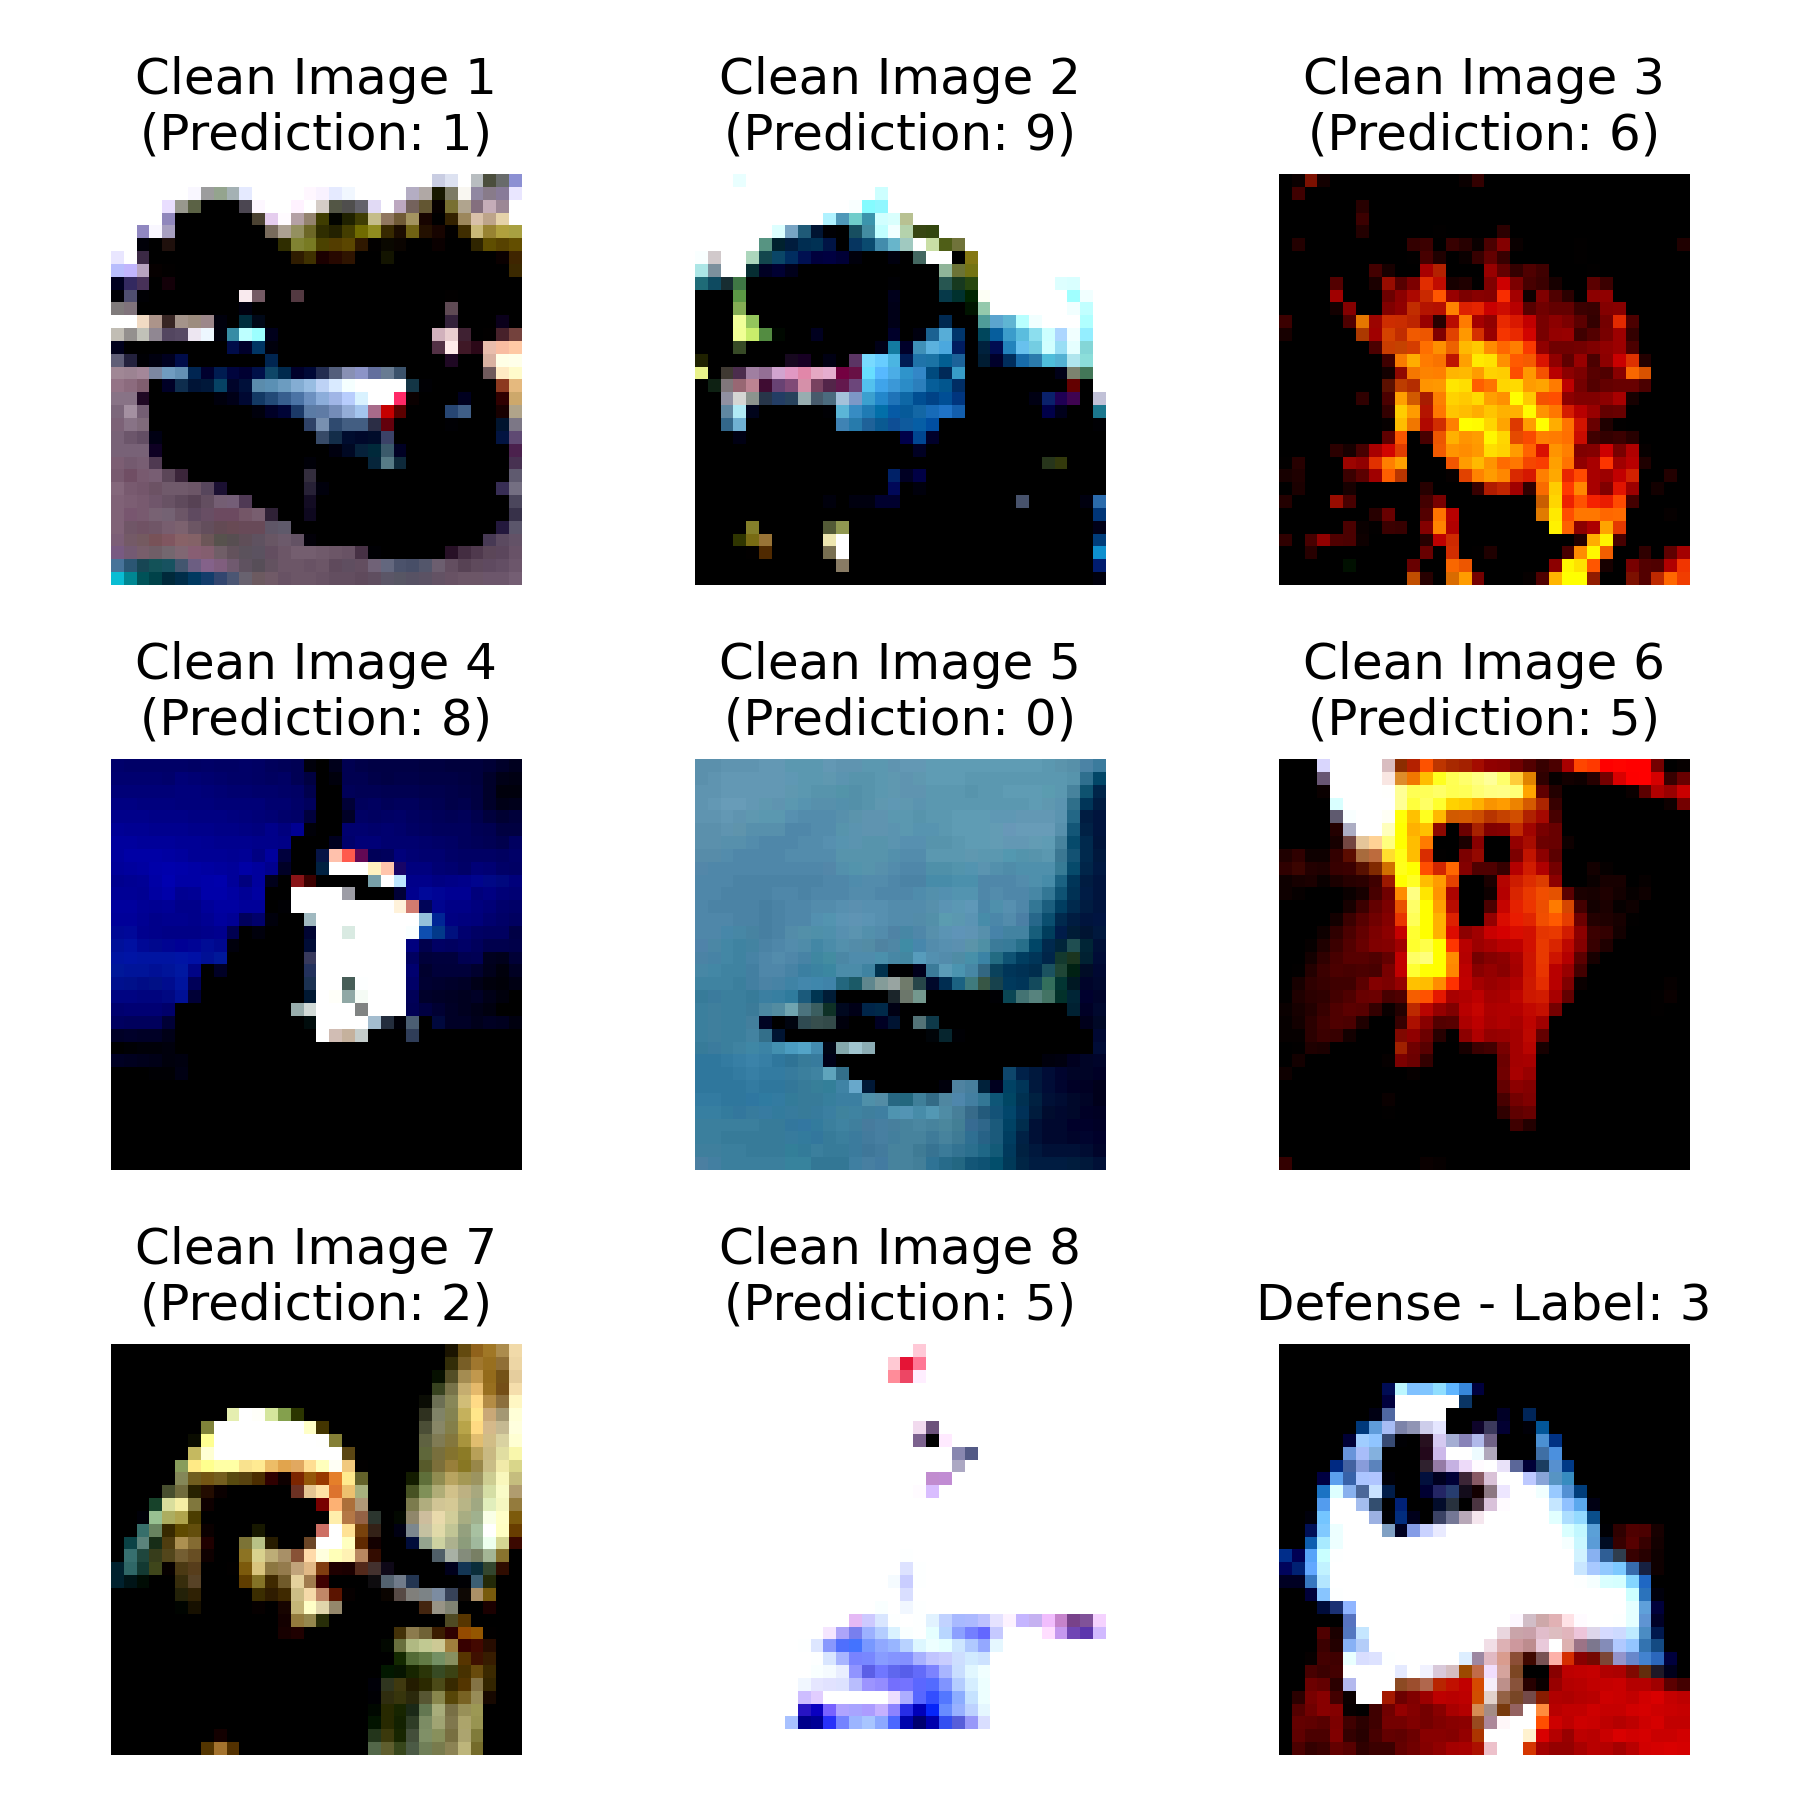 Clean Image 1
(Prediction: 1)
Clean Image 2
(Prediction: 9)
Clean Image 3
(Prediction: 6)
Clean Image 4
(Prediction: 8)
Clean Image 5
(Prediction: 0)
Clean Image 6
(Prediction: 5)
Clean Image 7
(Prediction: 2)
Clean Image 8
(Prediction: 5)
Defense - Label: 3